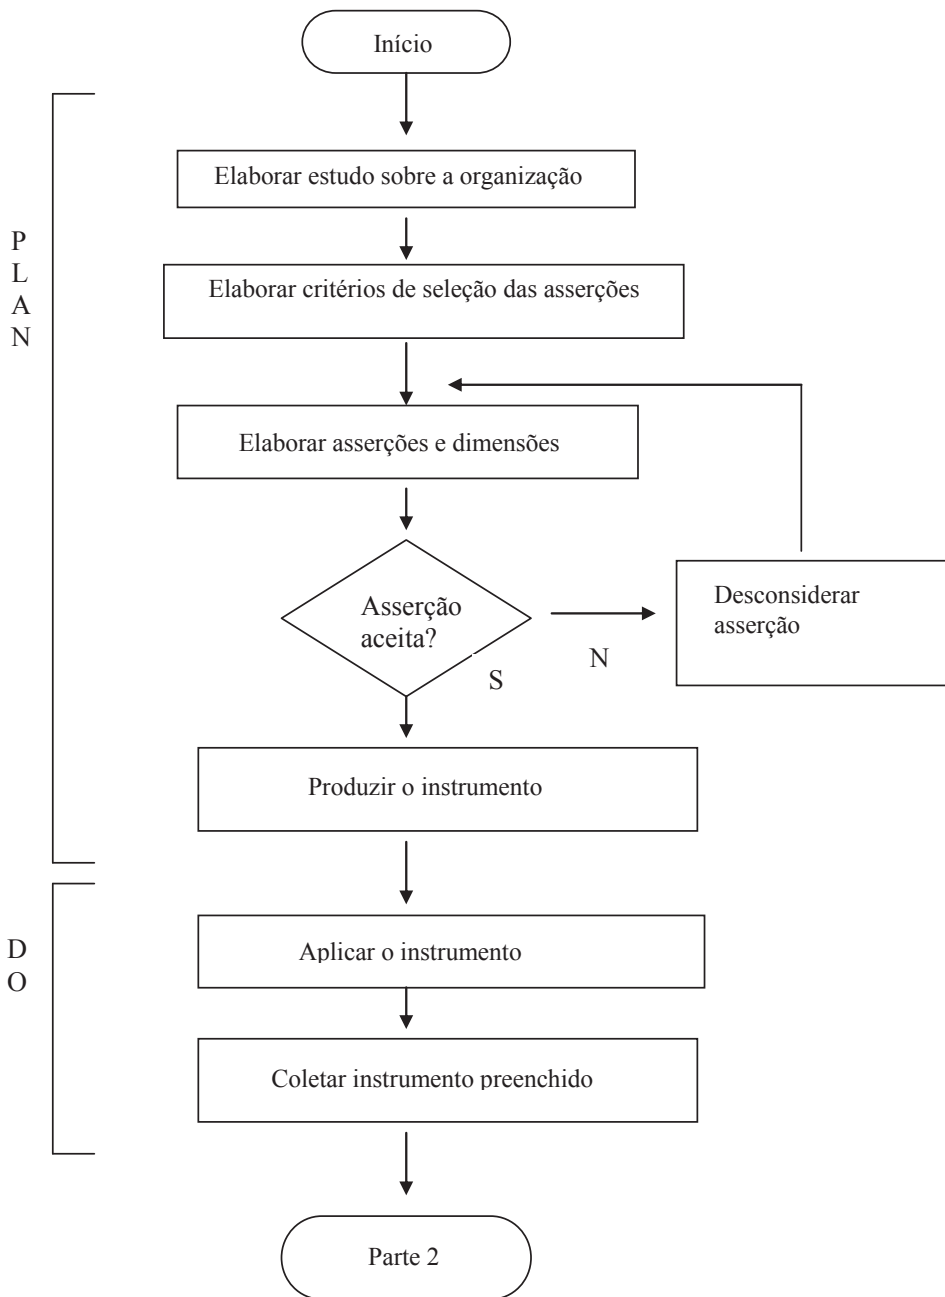 Início
Elaborar estudo sobre a organização
P
L
A
N
Elaborar critérios de seleção das asserções
Elaborar asserções e dimensões
Asserção
aceita?
Desconsiderar
asserção
N
S
Produzir o instrumento
D
O
Aplicar o instrumento
Coletar instrumento preenchido
Parte 2